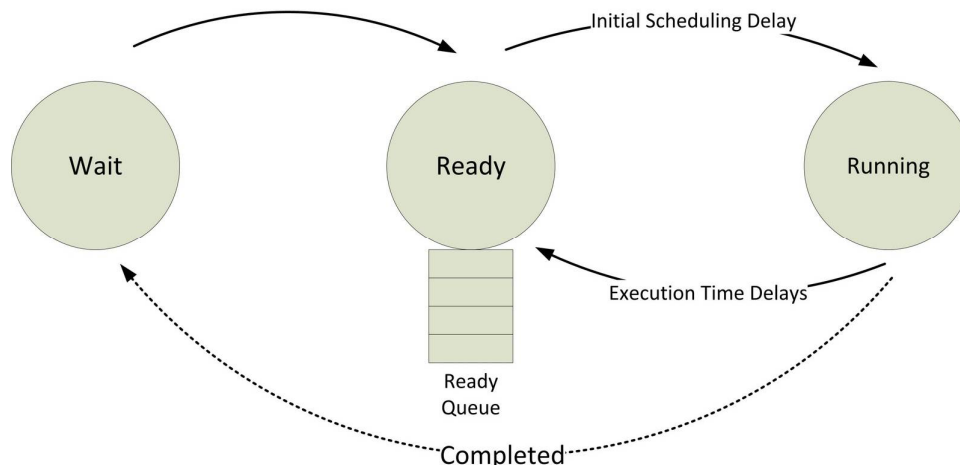 Initial Scheduling Delay
Wait
Ready
Running
Execution Time Delays
Ready
Queue
Completed